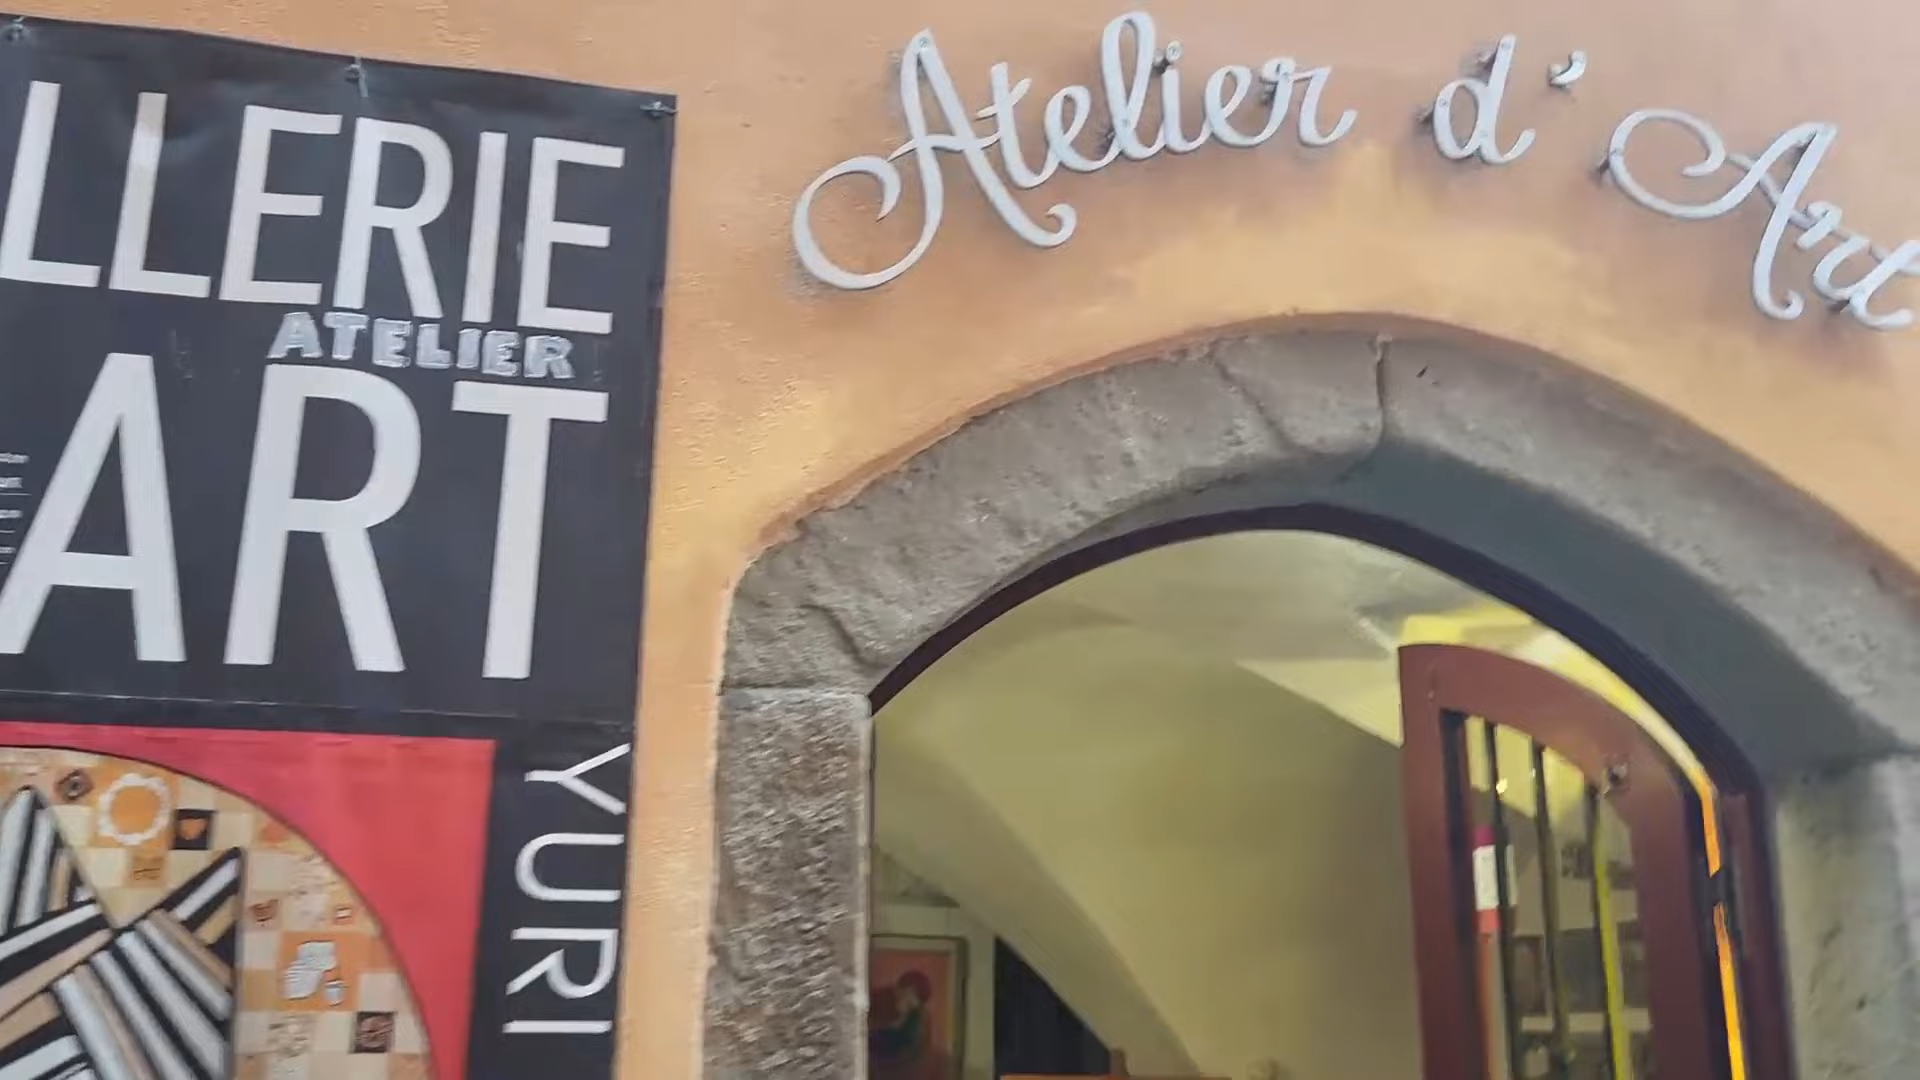 LLERIE
ATELIER
ART
YURI
Atelier d'Art